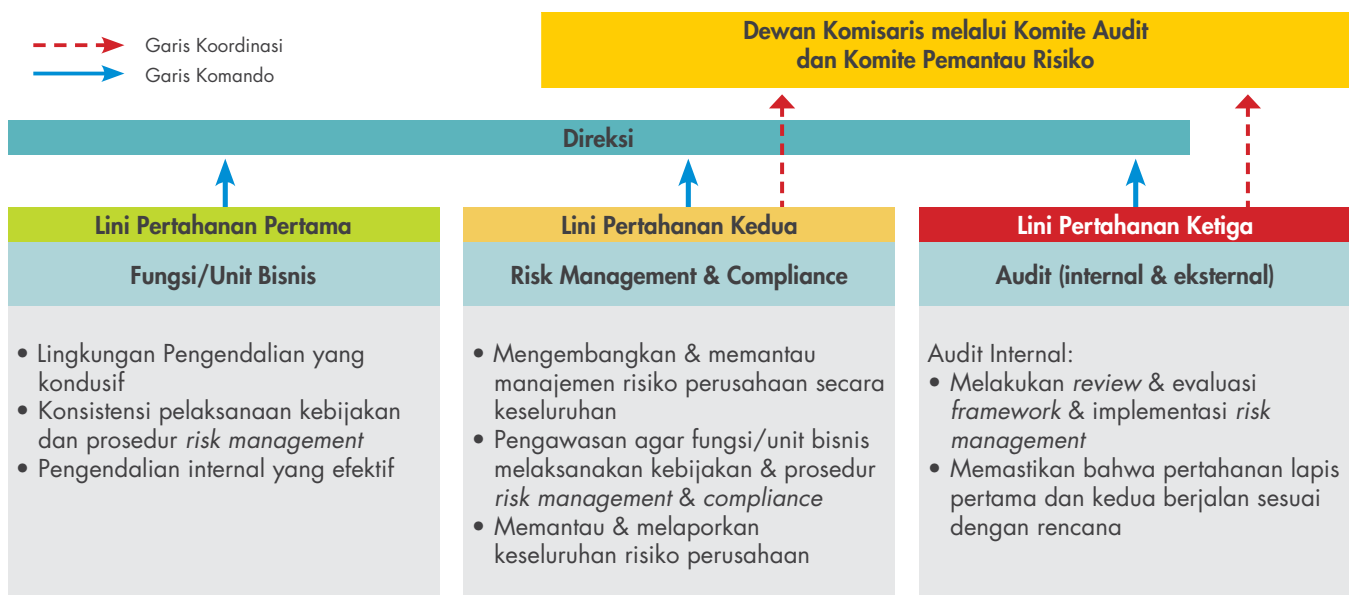 Garis Koordinasi
Garis Komando
Dewan Komisaris melalui Komite Audit
dan Komite Pemantau Risiko
Direksi
Lini Pertahanan Pertama
Fungsi/Unit Bisnis
• Lingkungan Pengendalian yang
kondusif
• Konsistensi pelaksanaan kebijakan
dan prosedur risk management
• Pengendalian internal yang efektif
Lini Pertahanan Kedua
Risk Management & Compliance
• Mengembangkan & memantau
manajemen risiko perusahaan secara
keseluruhan
• Pengawasan agar fungsi/unit bisnis
melaksanakan kebijakan & prosedur
risk management & compliance
• Memantau & melaporkan
keseluruhan risiko perusahaan
Lini Pertahanan Ketiga
Audit (internal & eksternal)
Audit Internal:
• Melakukan review & evaluasi
framework & implementasi risk
management
• Memastikan bahwa pertahanan lapis
pertama dan kedua berjalan sesuai
dengan rencana